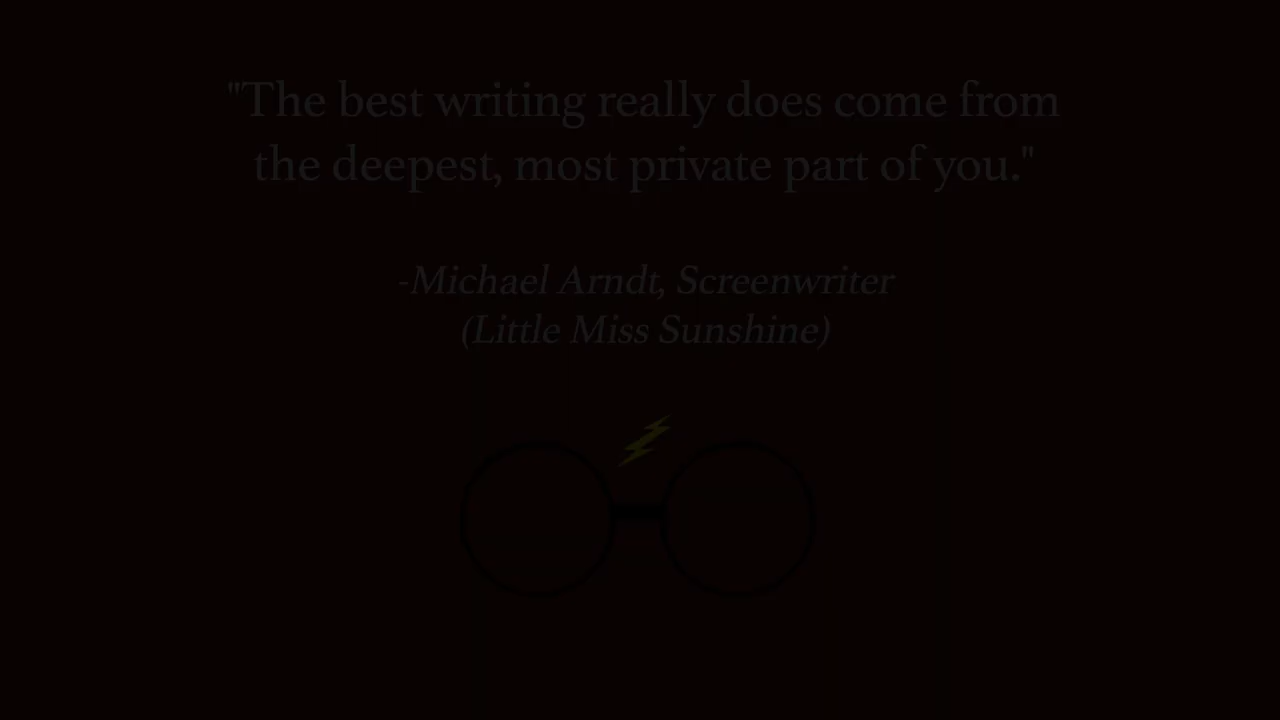 "The best writing really does come from
the deepest, most private part of you."
-Michael Arndt, Screenwriter
(Little Miss Sunshine)